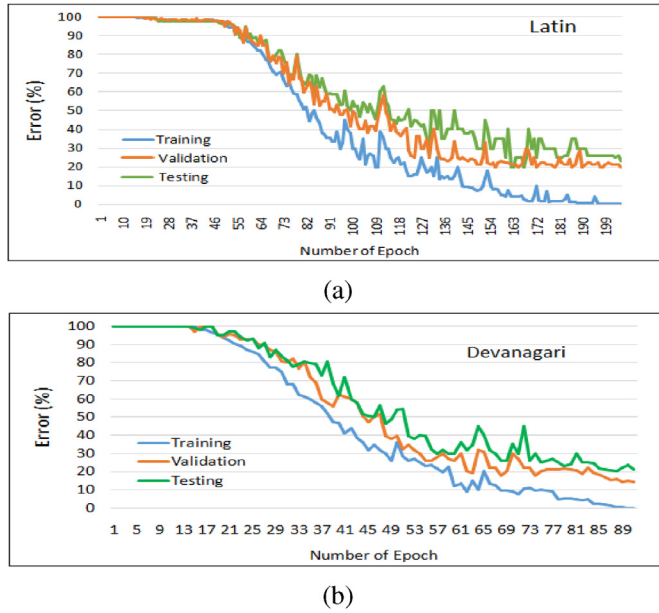 Latin
Error (%)
100
90
80
70
60
50
40
30
20
10
0
Training
Validation
Testing
1 10 19 28 37 46 55 64 73 82 91 100 109 118 127 136 145 154 163 172 181 190 199
Number of Epoch
(a)
Devanagari
Error (%)
100
90
80
70
60
50
40
30
20
10
0
Training
Validation
Testing
1 5 9 13 17 21 25 29 33 37 41 45 49 53 57 61 65 69 73 77 81 85 89
Number of Epoch
(b)